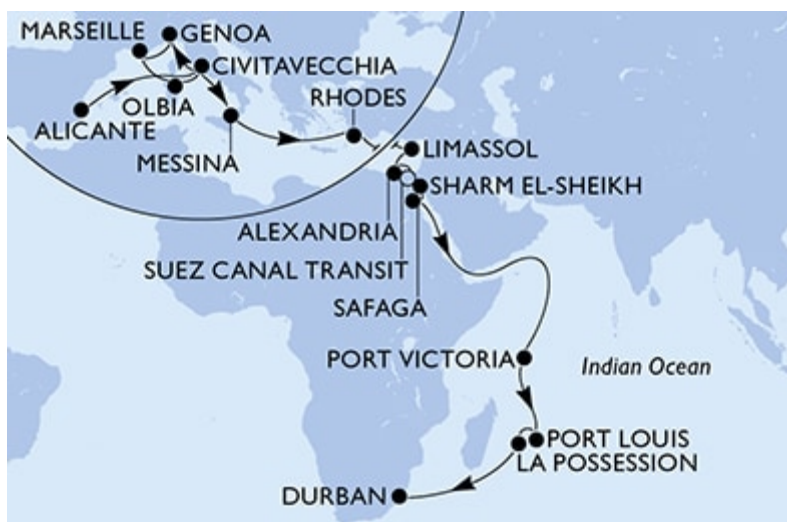 MARSEILLE
GENOA
CIVITAVECCHIA
OLBIA
RHODES
ALICANTE
MESSINA
LIMASSOL
SHARM EL-SHEIKH
ALEXANDRIA
SUEZ CANAL TRANSIT
SAFAGA
PORT VICTORIA
Indian Ocean
PORT LOUIS
LA POSSESSION
DURBAN